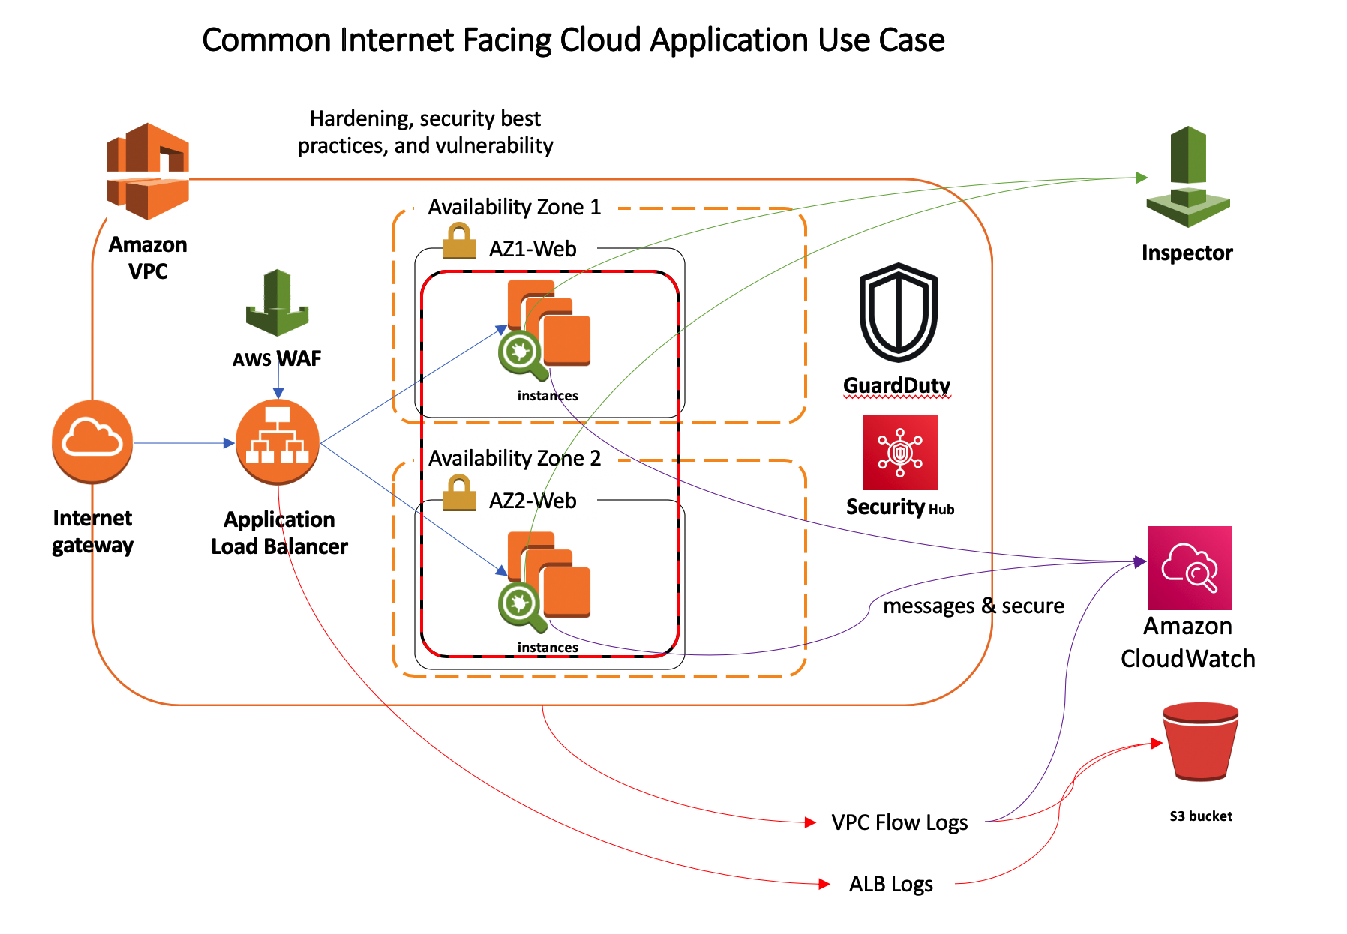 Common Internet Facing Cloud Application Use Case
Hardening, security best
practices, and vulnerability
Amazon
VPC
Availability Zone 1
AZ1-Web
instances
AWS WAF
Inspector
GuardDuty
Internet
gateway
Application
Load Balancer
Availability Zone 2
AZ2-Web
instances
Security Hub
messages & secure
Amazon
CloudWatch
VPC Flow Logs
S3 bucket
ALB Logs